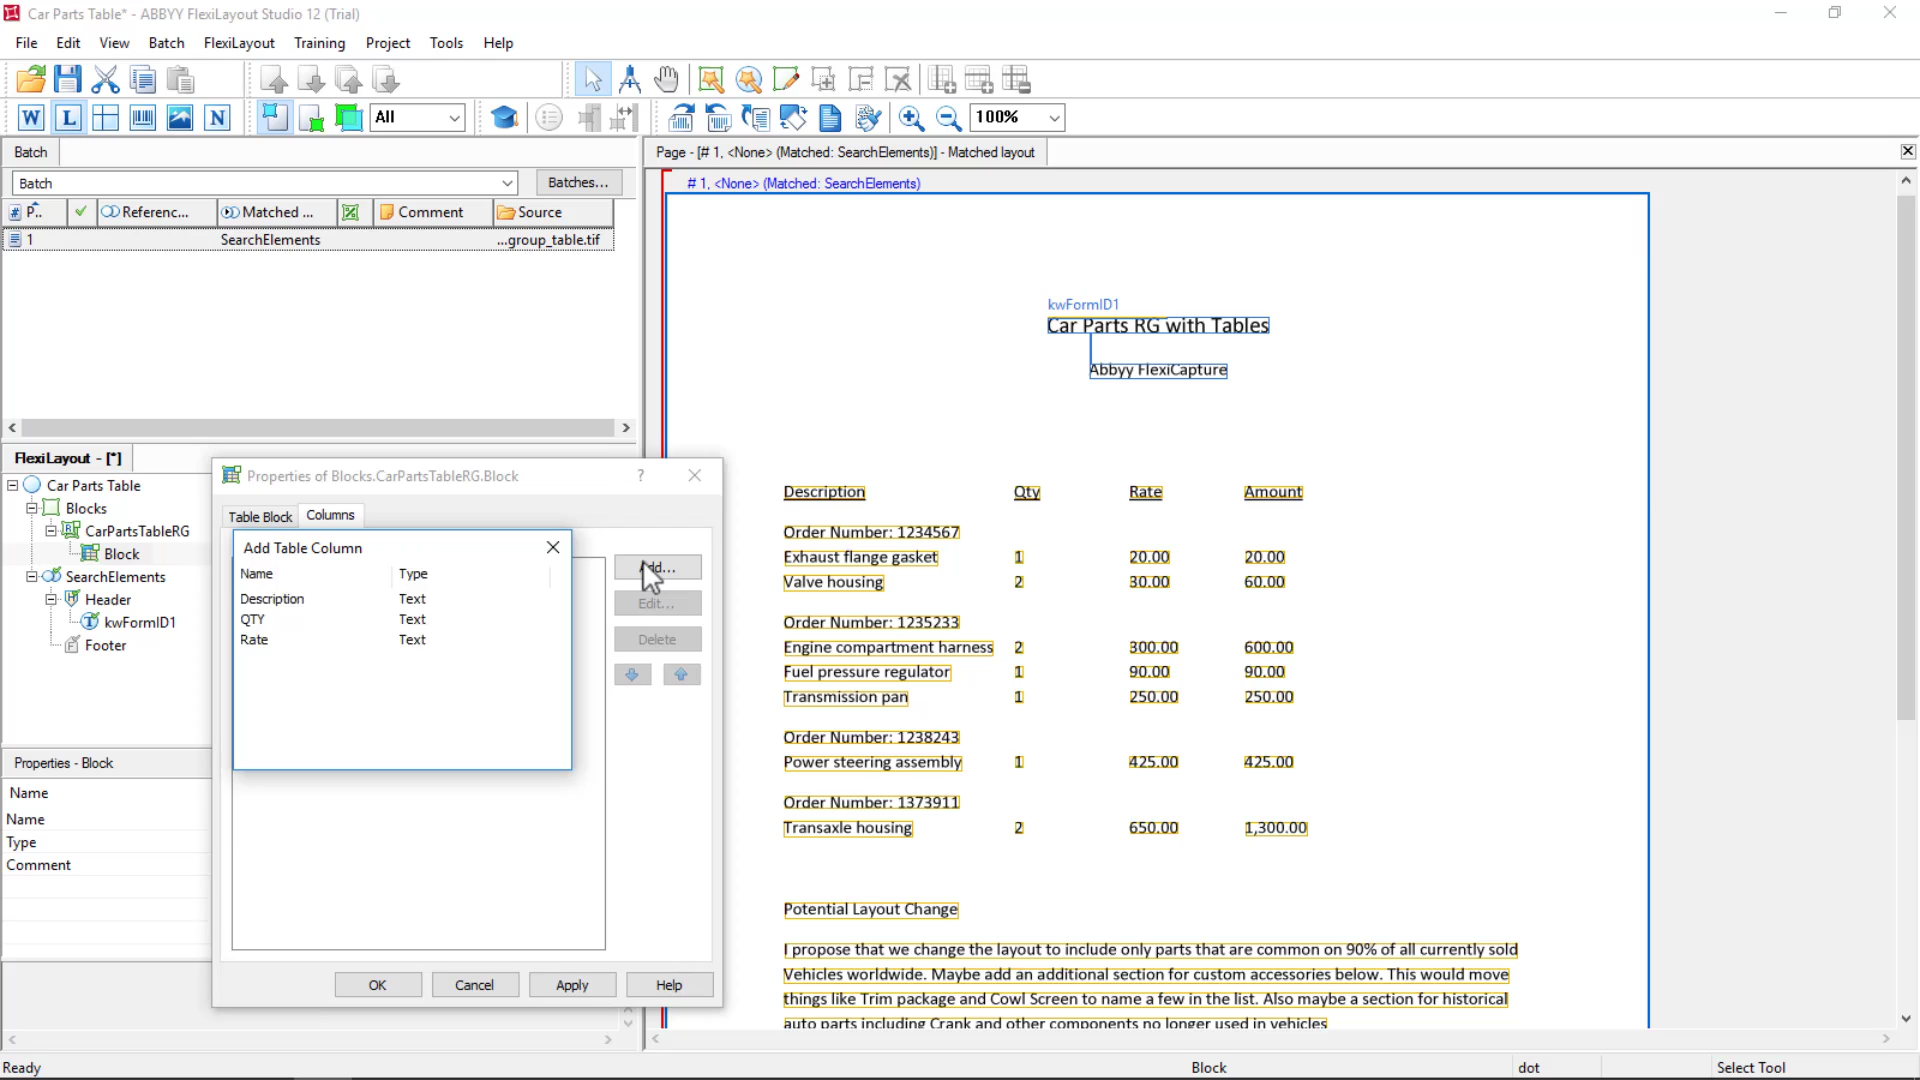 Car Parts Table* - ABBYY FlexiLayout Studio 12 (Trial)
File Edit View Batch FlexiLayout Training Project Tools Help
W L N All 100%
Batch
Page - [# 1, <None> (Matched: SearchElements)] - Matched layout
Batch Batches...
# P.. Referenc... Matched ... Comment Source
1 SearchElements ...group_table.tif
# 1, <None> (Matched: SearchElements)
kwFormID1
Car Parts RG with Tables
Abbyy FlexiCapture
FlexiLayout - [*]
Car Parts Table
Blocks
CarPartsTableRG
Block
SearchElements
Header
kwFormID1
Footer
Properties of Blocks.CarPartsTableRG.Block ?
Table Block Columns
Add Table Column
Name Type
Description Text
QTY Text
Rate Text
Add...
Edit...
Delete
OK Cancel Apply Help
Properties - Block
Name
Name
Type
Comment
Description Qty Rate Amount
Order Number: 1234567
Exhaust flange gasket 1 20.00 20.00
Valve housing 2 30.00 60.00
Order Number: 1235233
Engine compartment harness 2 300.00 600.00
Fuel pressure regulator 1 90.00 90.00
Transmission pan 1 250.00 250.00
Order Number: 1238243
Power steering assembly 1 425.00 425.00
Order Number: 1373911
Transaxle housing 2 650.00 1,300.00
Potential Layout Change
I propose that we change the layout to include only parts that are common on 90% of all currently sold
Vehicles worldwide. Maybe add an additional section for custom accessories below. This would move
things like Trim package and Cowl Screen to name a few in the list. Also maybe a section for historical
auto parts including Crank and other components no longer used in vehicles
Ready Block dot Select Tool